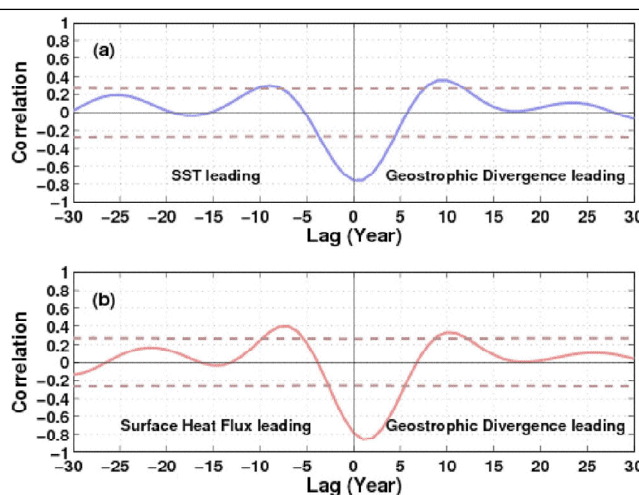 (a)
Correlation
1
0.8
0.6
0.4
0.2
0
-0.2
-0.4
-0.6
-0.8
-1
SST leading
Geostrophic Divergence leading
-30 -25 -20 -15 -10 -5 0 5 10 15 20 25 30
Lag (Year)
(b)
Correlation
1
0.8
0.6
0.4
0.2
0
-0.2
-0.4
-0.6
-0.8
-1
Surface Heat Flux leading
Geostrophic Divergence leading
-30 -25 -20 -15 -10 -5 0 5 10 15 20 25 30
Lag (Year)